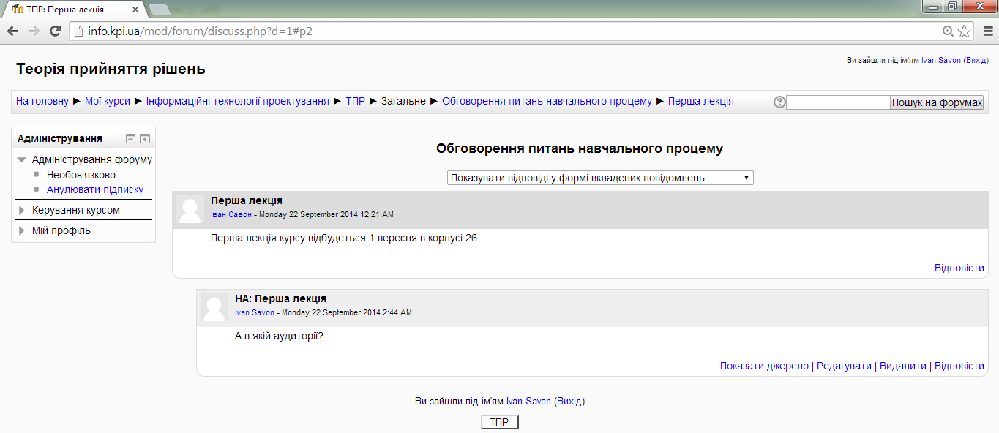 ТПР: Перша лекція
info.kpi.ua/mod/forum/discuss.php?d=1#p2
Ви зайшли під ім'ям Ivan Savon (Вихід)
Теорія прийняття рішень
На головну ► Мої курси ► Інформаційні технології проектування ► ТПР ► Загальне ► Обговорення питань навчального процему ► Перша лекція
Пошук на форумах
Адміністрування
Адміністрування форуму
Необов'язково
Анулювати підписку
Керування курсом
Мій профіль
Обговорення питань навчального процему
Показувати відповіді у формі вкладених повідомлень
Перша лекція
Іван Савон - Monday 22 September 2014 12:21 AM
Перша лекція курсу відбудеться 1 вересня в корпусі 26.
Відповісти
НА: Перша лекція
Ivan Savon - Monday 22 September 2014 2:44 AM
А в якій аудиторії?
Показати джерело | Редагувати | Видалити | Відповісти
Ви зайшли під ім'ям Ivan Savon (Вихід)
ТПР